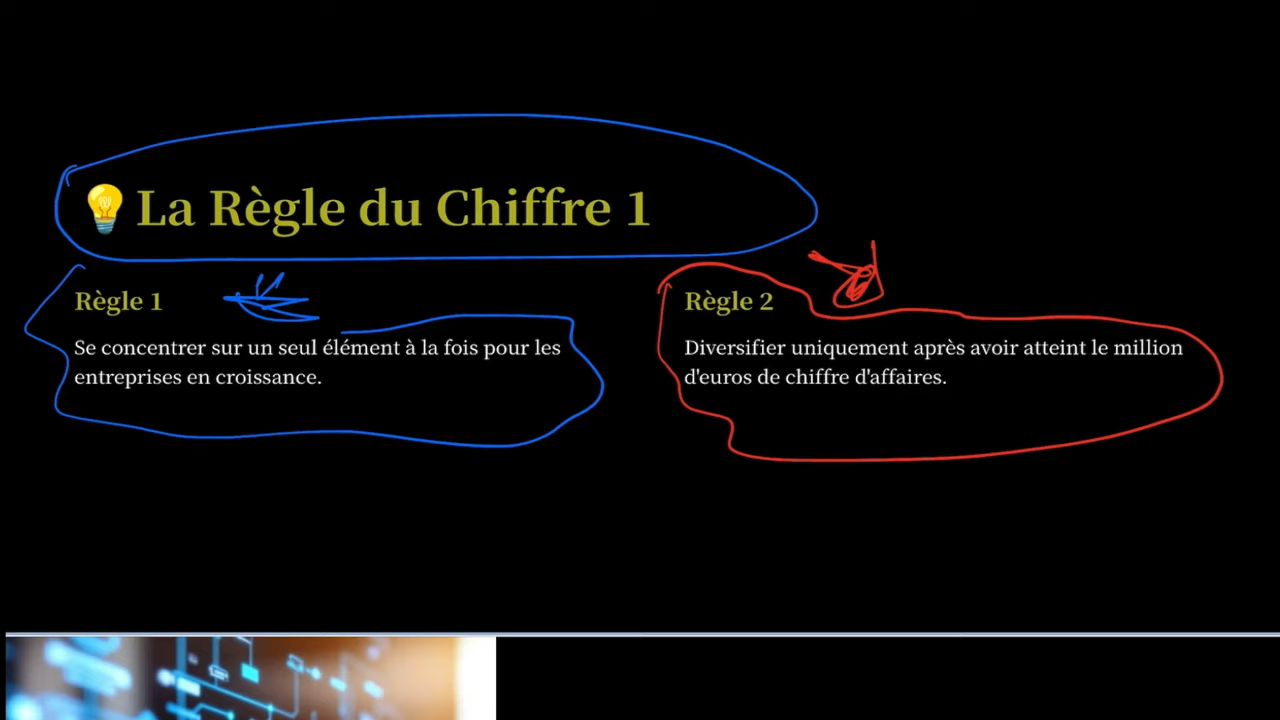 💡 La Règle du Chiffre 1
Règle 1
Se concentrer sur un seul élément à la fois pour les
entreprises en croissance.
Règle 2
Diversifier uniquement après avoir atteint le million
d'euros de chiffre d'affaires.